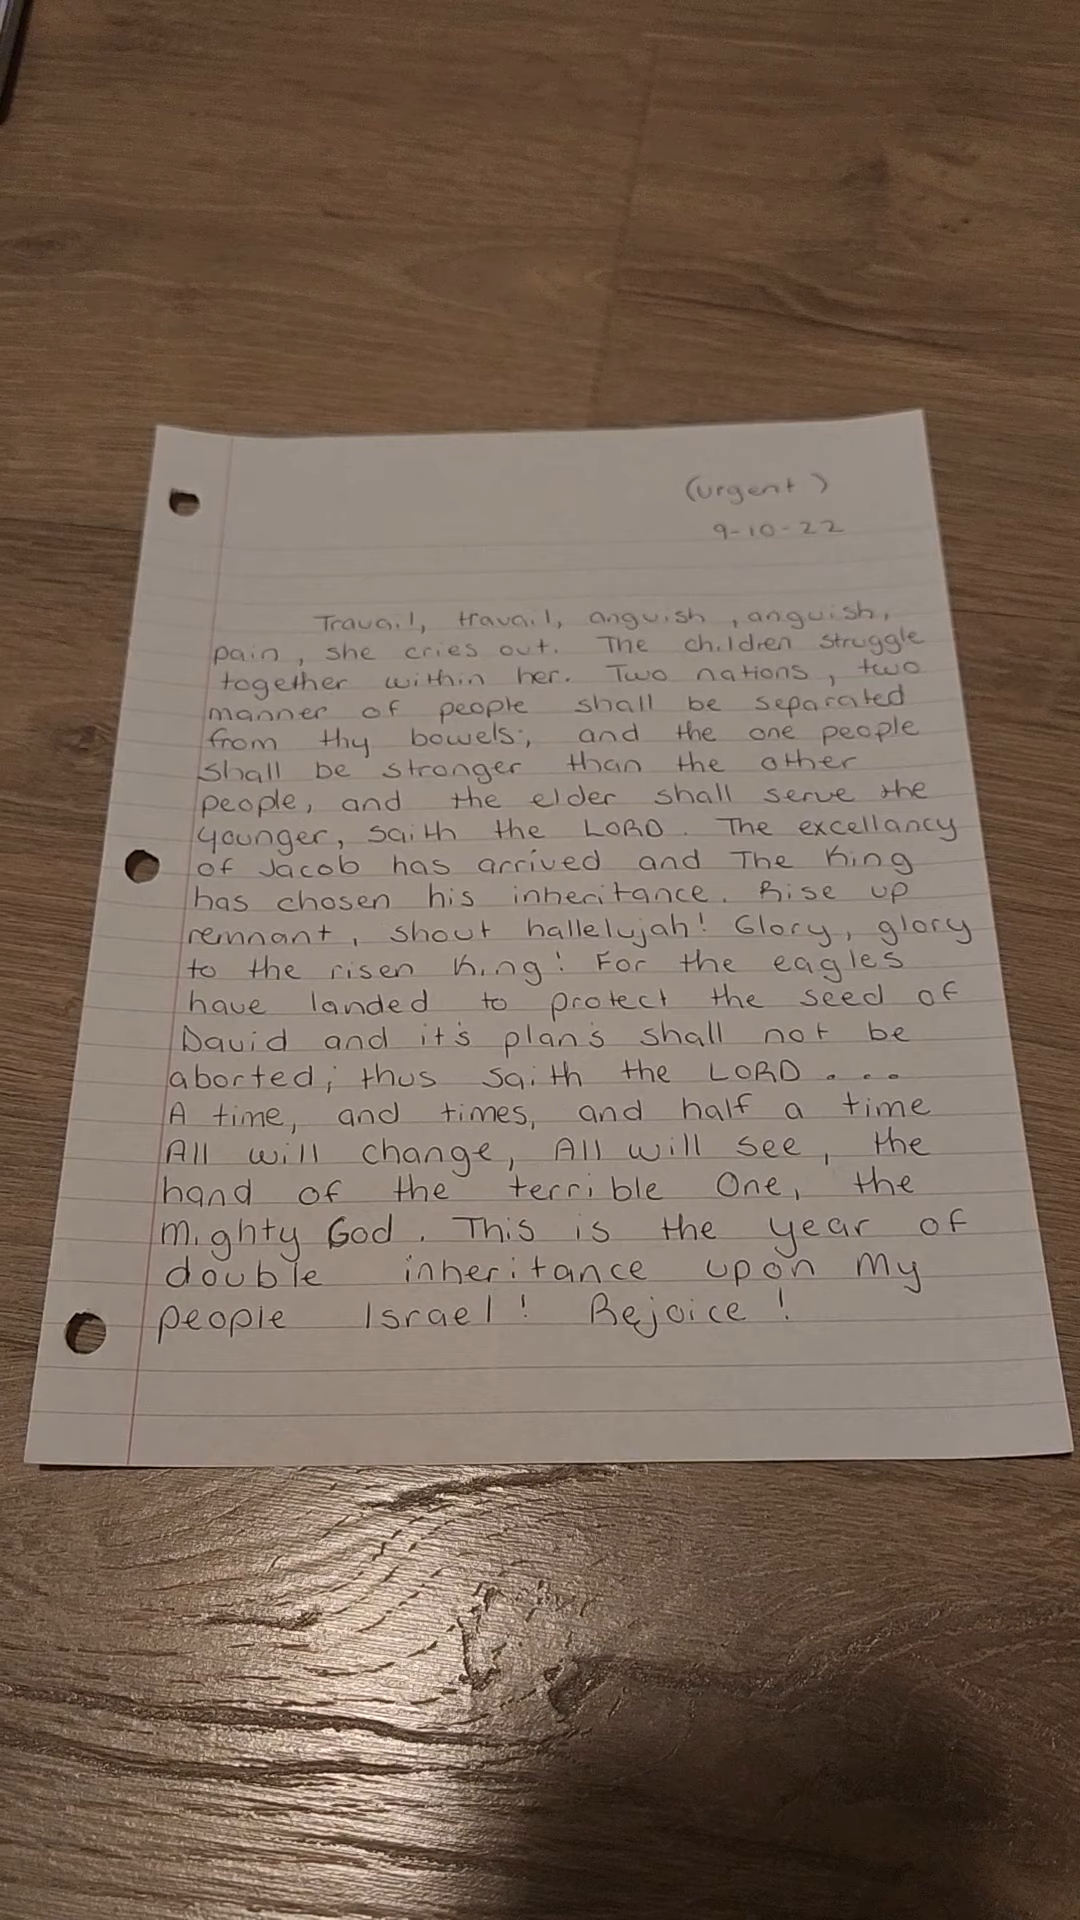 (urgent)
9-10-22
Travail, travail, anguish, anguish,
pain, she cries out. The children struggle
together within her. Two nations, two
manner of people shall be separated
from thy bowels; and the one people
shall be stronger than the other
people, and the elder shall serve the
younger, saith the LORD. The excellancy
of Jacob has arrived and The King
has chosen his inheritance. Rise up
remnant, shout hallelujah! Glory, glory
to the risen King! For the eagles
have landed to protect the seed of
David and it's plan's shall not be
aborted; thus saith the LORD....
A time, and times, and half a time
All will change, All will see, the
hand of the terrible One, the
Mighty God. This is the year of
double inheritance upon My
people Israel! Rejoice!